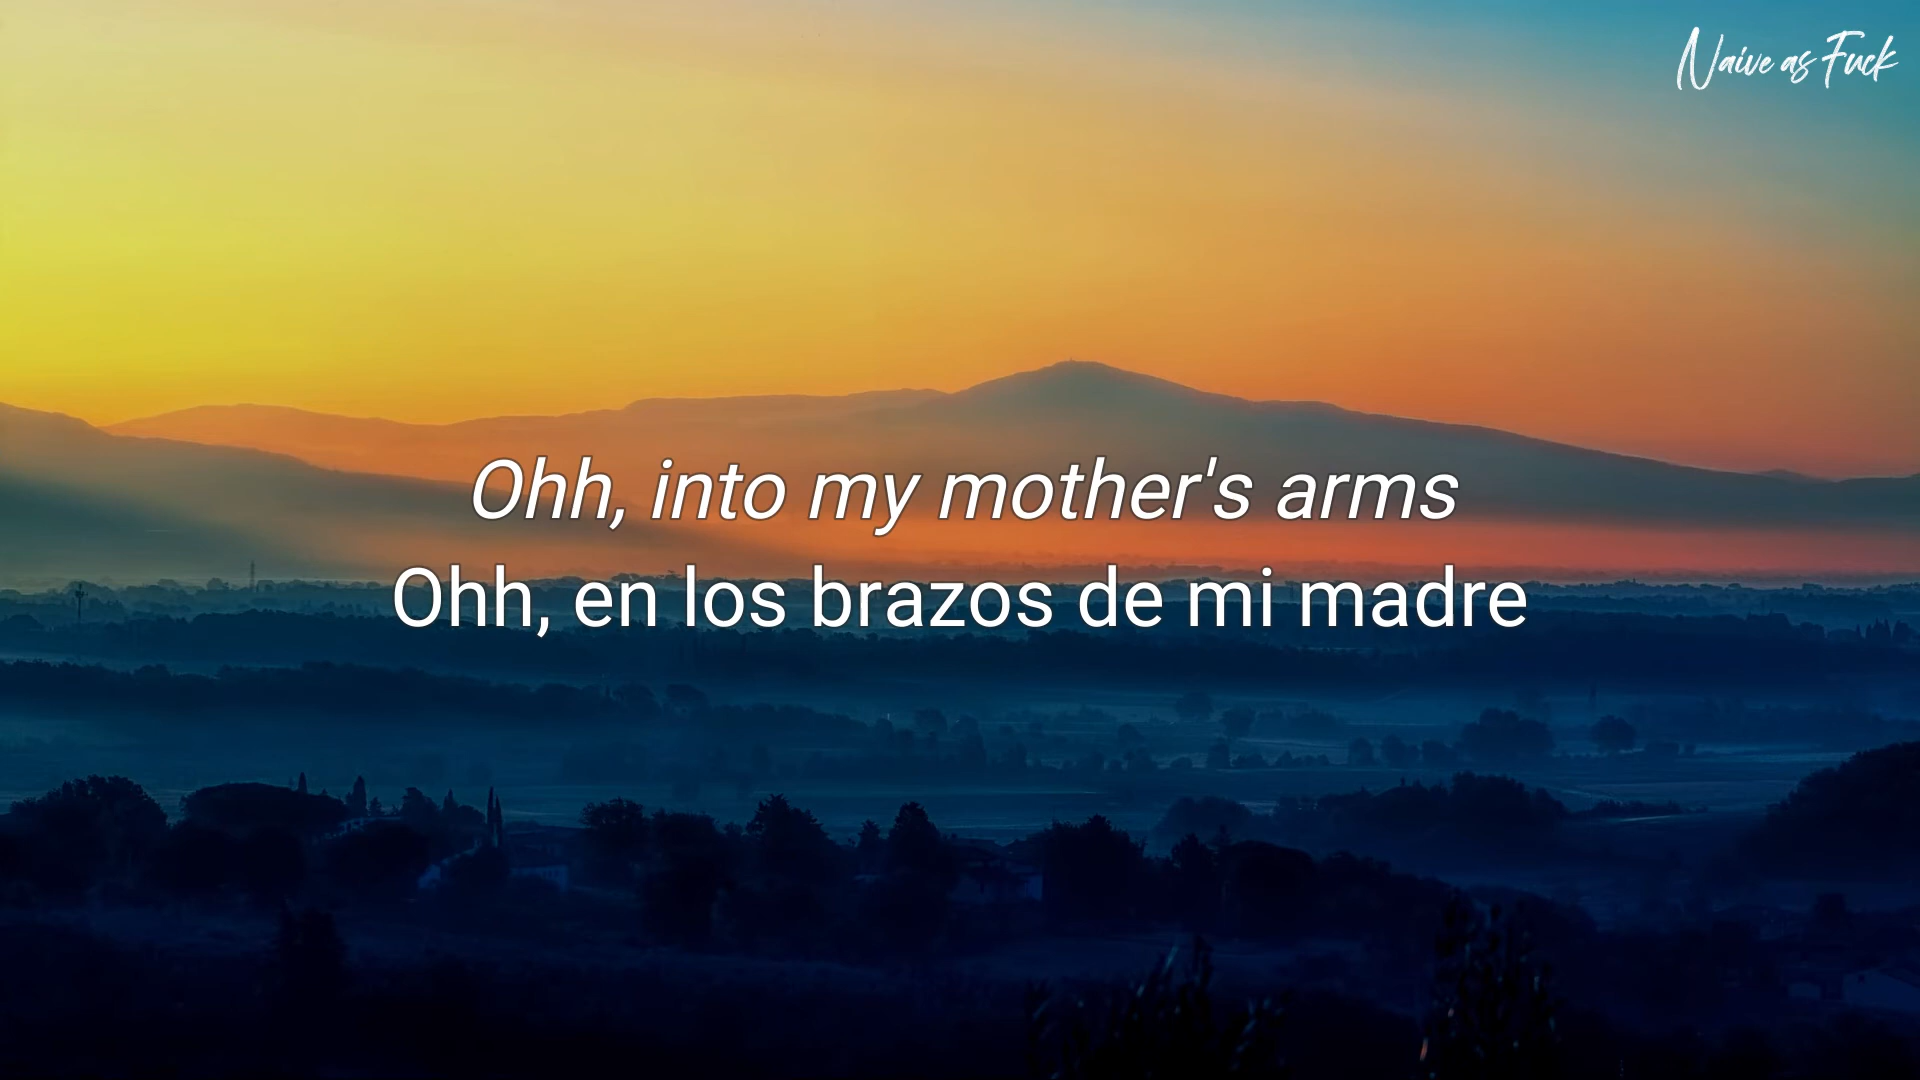 Naive as Fuck
Ohh, into my mother's arms
Ohh, en los brazos de mi madre